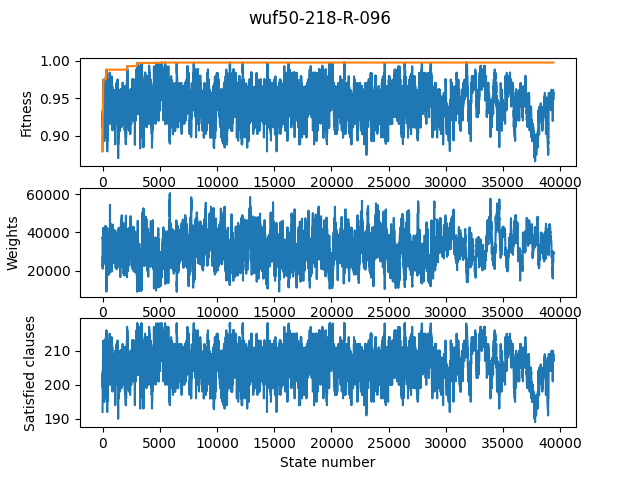 wuf50-218-R-096
1.00
0.95
0.90
Fitness
0 5000 10000 15000 20000 25000 30000 35000 40000
60000
40000
20000
Weights
0 5000 10000 15000 20000 25000 30000 35000 40000
210
200
190
Satisfied clauses
0 5000 10000 15000 20000 25000 30000 35000 40000
State number